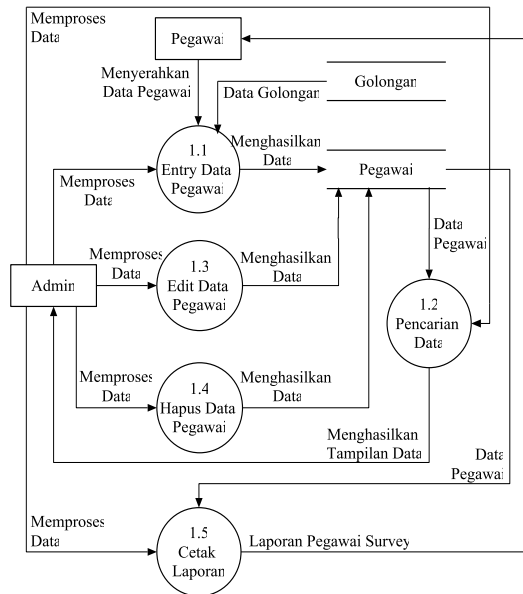 Memproses
Data
Pegawai
Menyerahkan
Data Pegawai
Data Golongan
Golongan
1.1
Entry Data
Pegawai
Menghasilkan
Data
Pegawai
Memproses
Data
Data
Pegawai
Memproses
Data
1.3
Edit Data
Pegawai
Menghasilkan
Data
Admin
1.2
Pencarian
Data
Memproses
Data
1.4
Hapus Data
Pegawai
Menghasilkan
Data
Menghasilkan
Tampilan Data
Data
Pegawai
Memproses
Data
1.5
Cetak
Laporan
Laporan Pegawai Survey